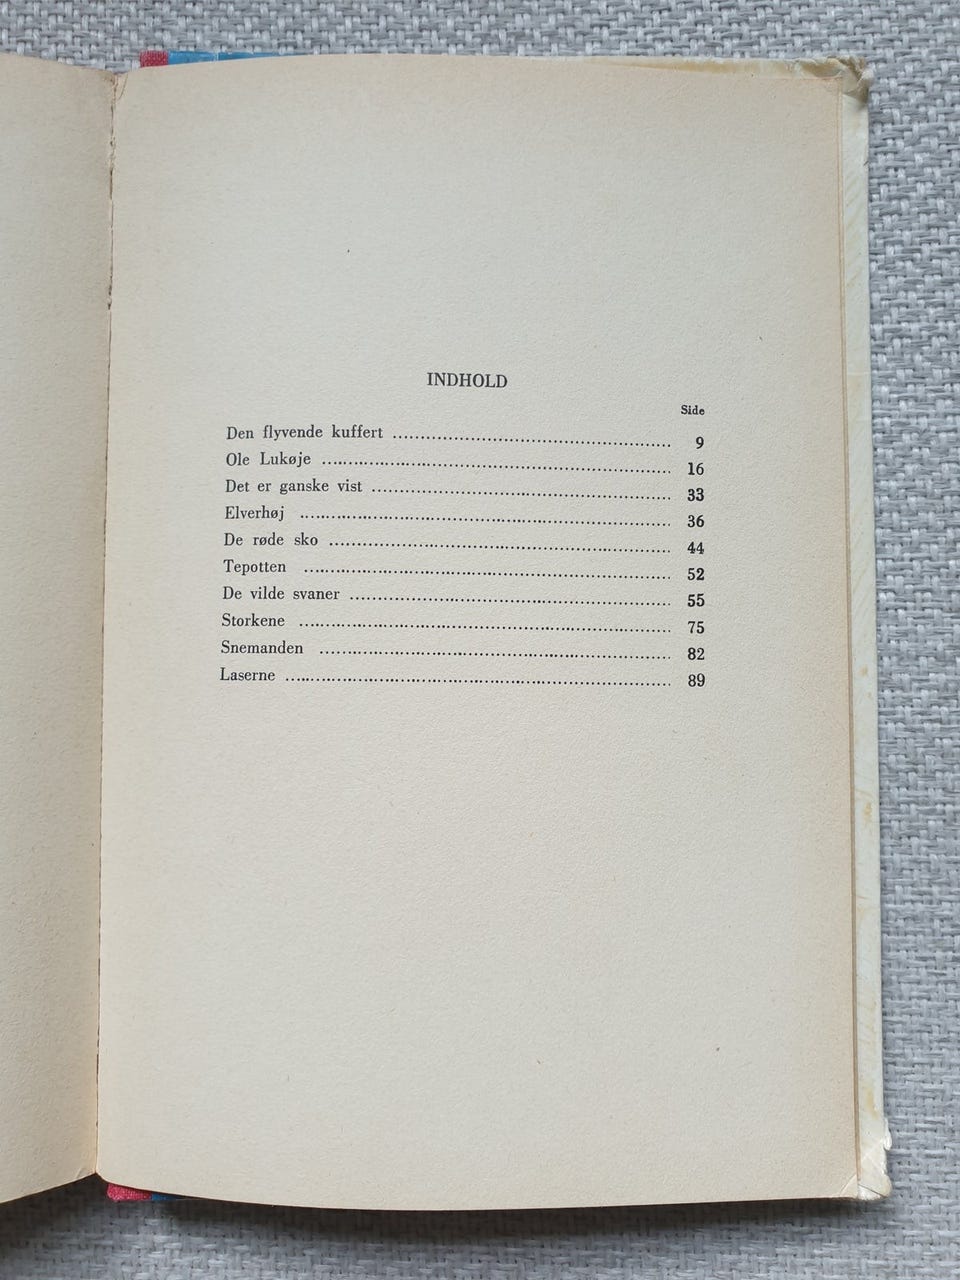 INDHOLD
Side
Den flyvende kuffert ........................................ 9
Ole Lukøje ........................................ 16
Det er ganske vist ........................................ 33
Elverhøj ........................................ 36
De røde sko ........................................ 44
Tepotten ........................................ 52
De vilde svaner ........................................ 55
Storkene ........................................ 75
Snemanden ........................................ 82
Laserne ........................................ 89